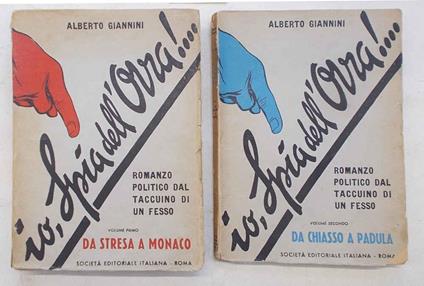 ALBERTO GIANNINI
io, Spia dell'Ovra!....
ROMANZO
POLITICO DAL
TACCUINO DI
UN FESSO
VOLUME PRIMO
DA STRESA A MONACO
SOCIETÀ EDITORIALE ITALIANA - ROMA
ALBERTO GIANNINI
io, Spia dell'Ovra!....
ROMANZO
POLITICO DAL
TACCUINO DI
UN FESSO
VOLUME SECONDO
DA CHIASSO A PADULA
SOCIETÀ EDITORIALE ITALIANA - ROMA